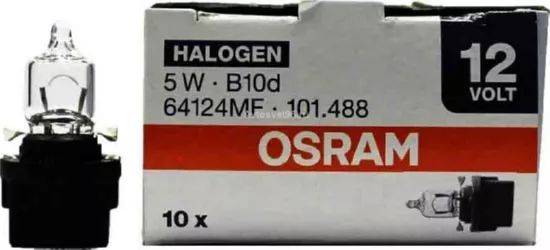 HALOGEN
5 W · B10d
64124MF · 101.488
12
VOLT
OSRAM
10 x